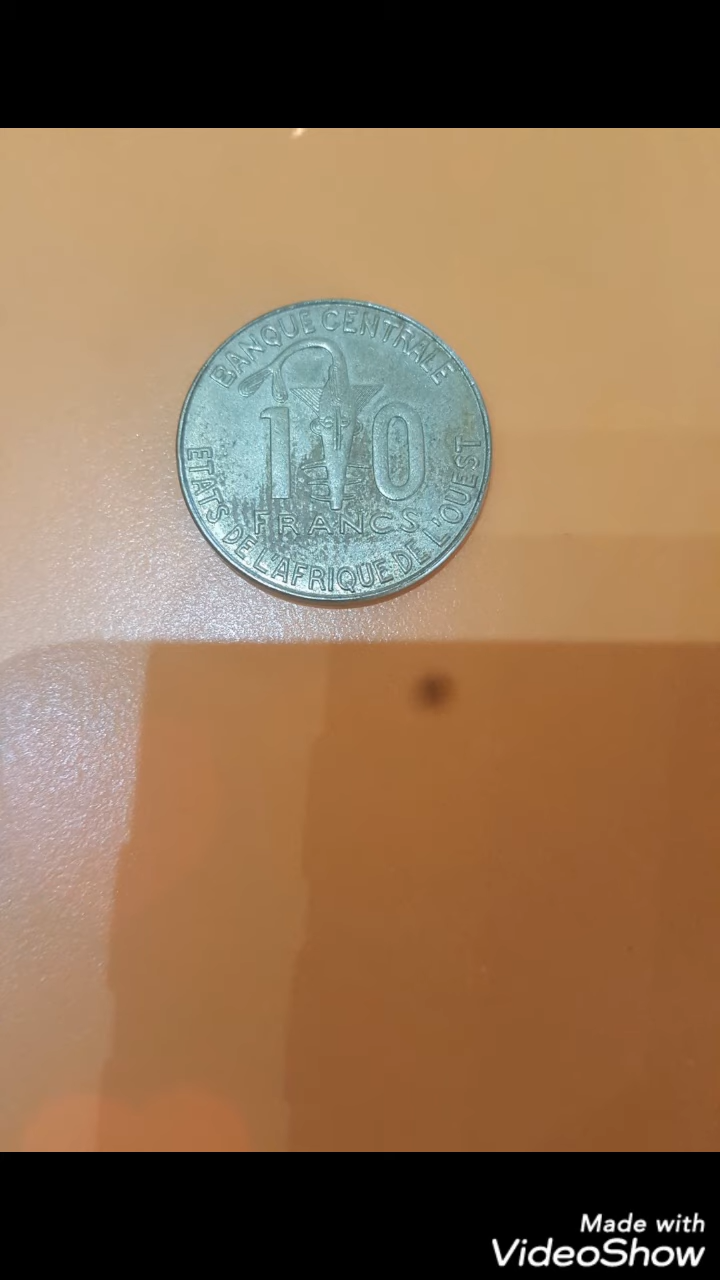 BANQUE CENTRALE
10
FRANCS
ETATS DE L'AFRIQUE DE L'OUEST
Made with
VideoShow